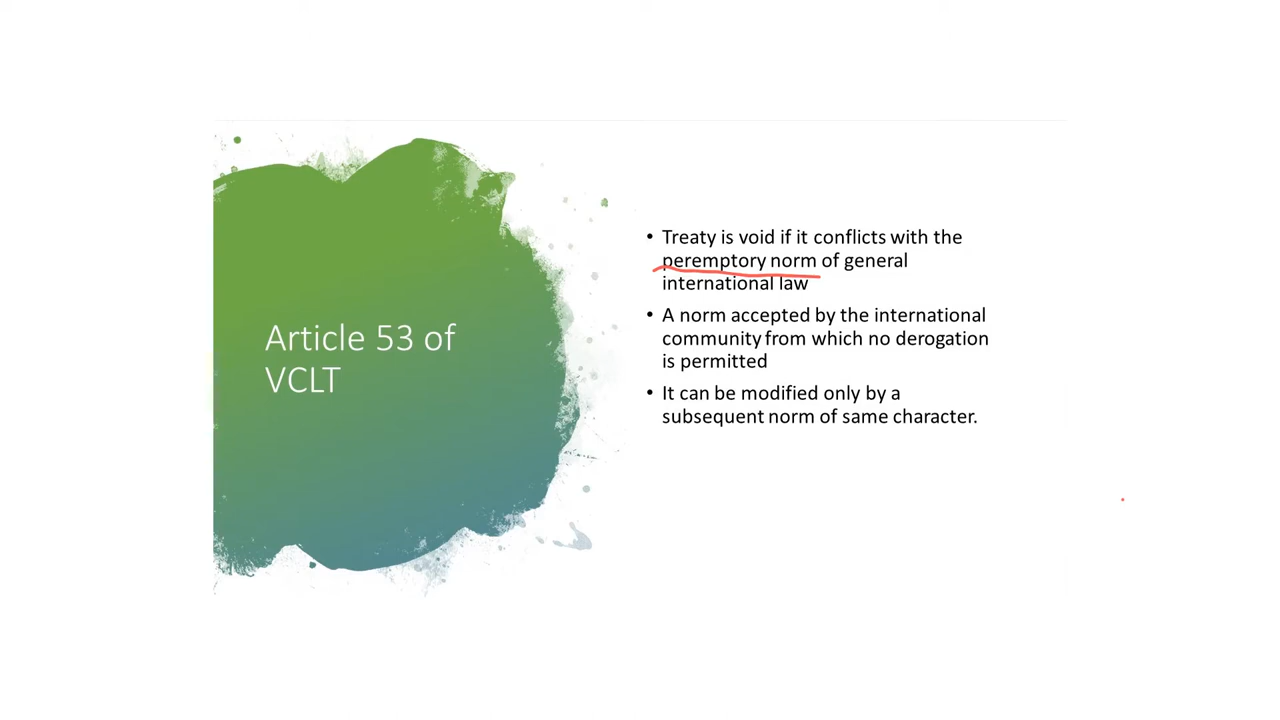 Article 53 of
VCLT
• Treaty is void if it conflicts with the
peremptory norm of general
international law
• A norm accepted by the international
community from which no derogation
is permitted
• It can be modified only by a
subsequent norm of same character.